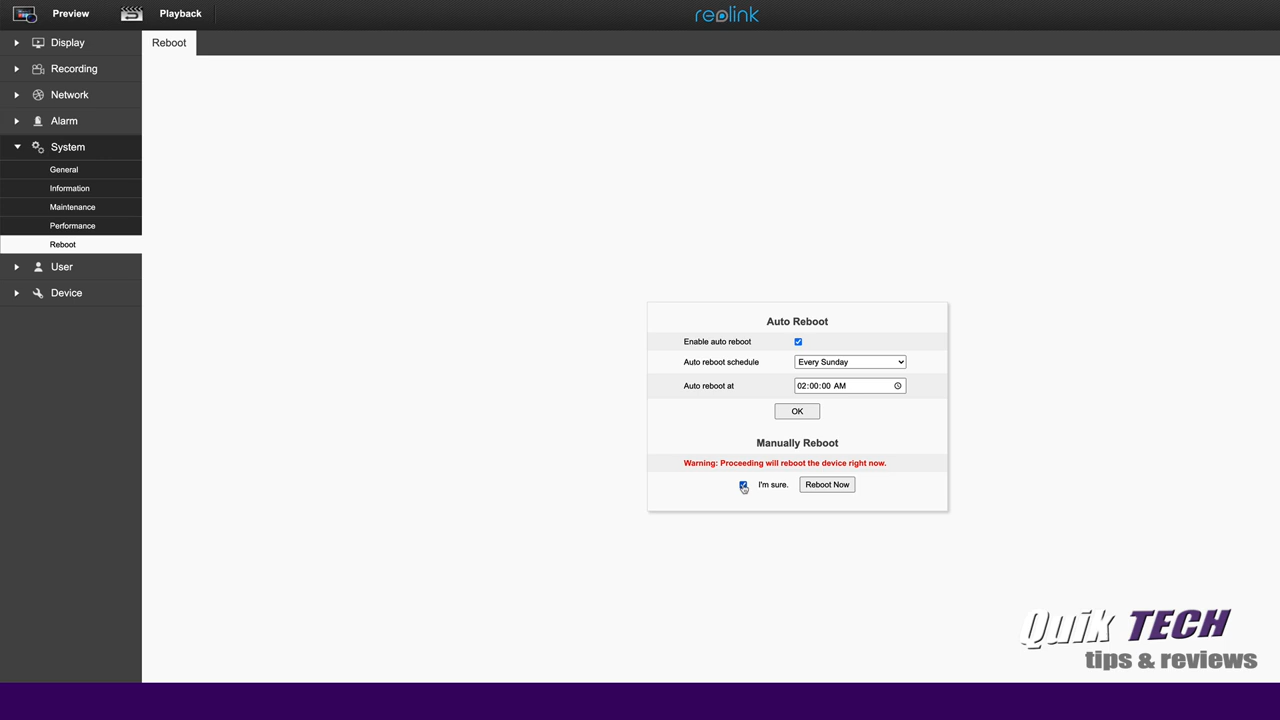 Preview
Playback
reolink
Display
Recording
Network
Alarm
System
General
Information
Maintenance
Performance
Reboot
User
Device
Reboot
Auto Reboot
Enable auto reboot
Auto reboot schedule
Every Sunday
Auto reboot at
02:00:00 AM
OK
Manually Reboot
Warning: Proceeding will reboot the device right now.
I'm sure.
Reboot Now
Quik TECH
tips & reviews